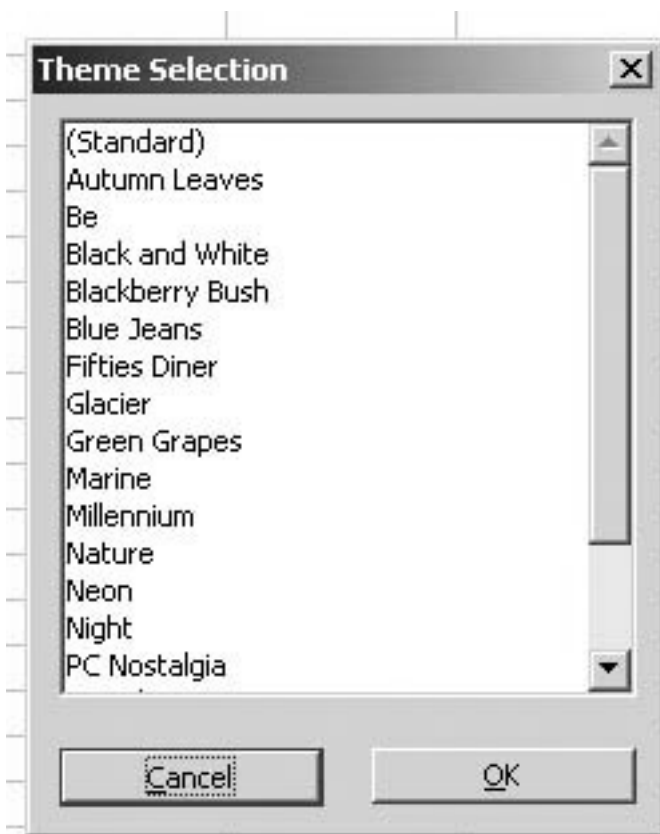 Theme Selection
(Standard)
Autumn Leaves
Be
Black and White
Blackberry Bush
Blue Jeans
Fifties Diner
Glacier
Green Grapes
Marine
Millennium
Nature
Neon
Night
PC Nostalgia
Cancel
OK